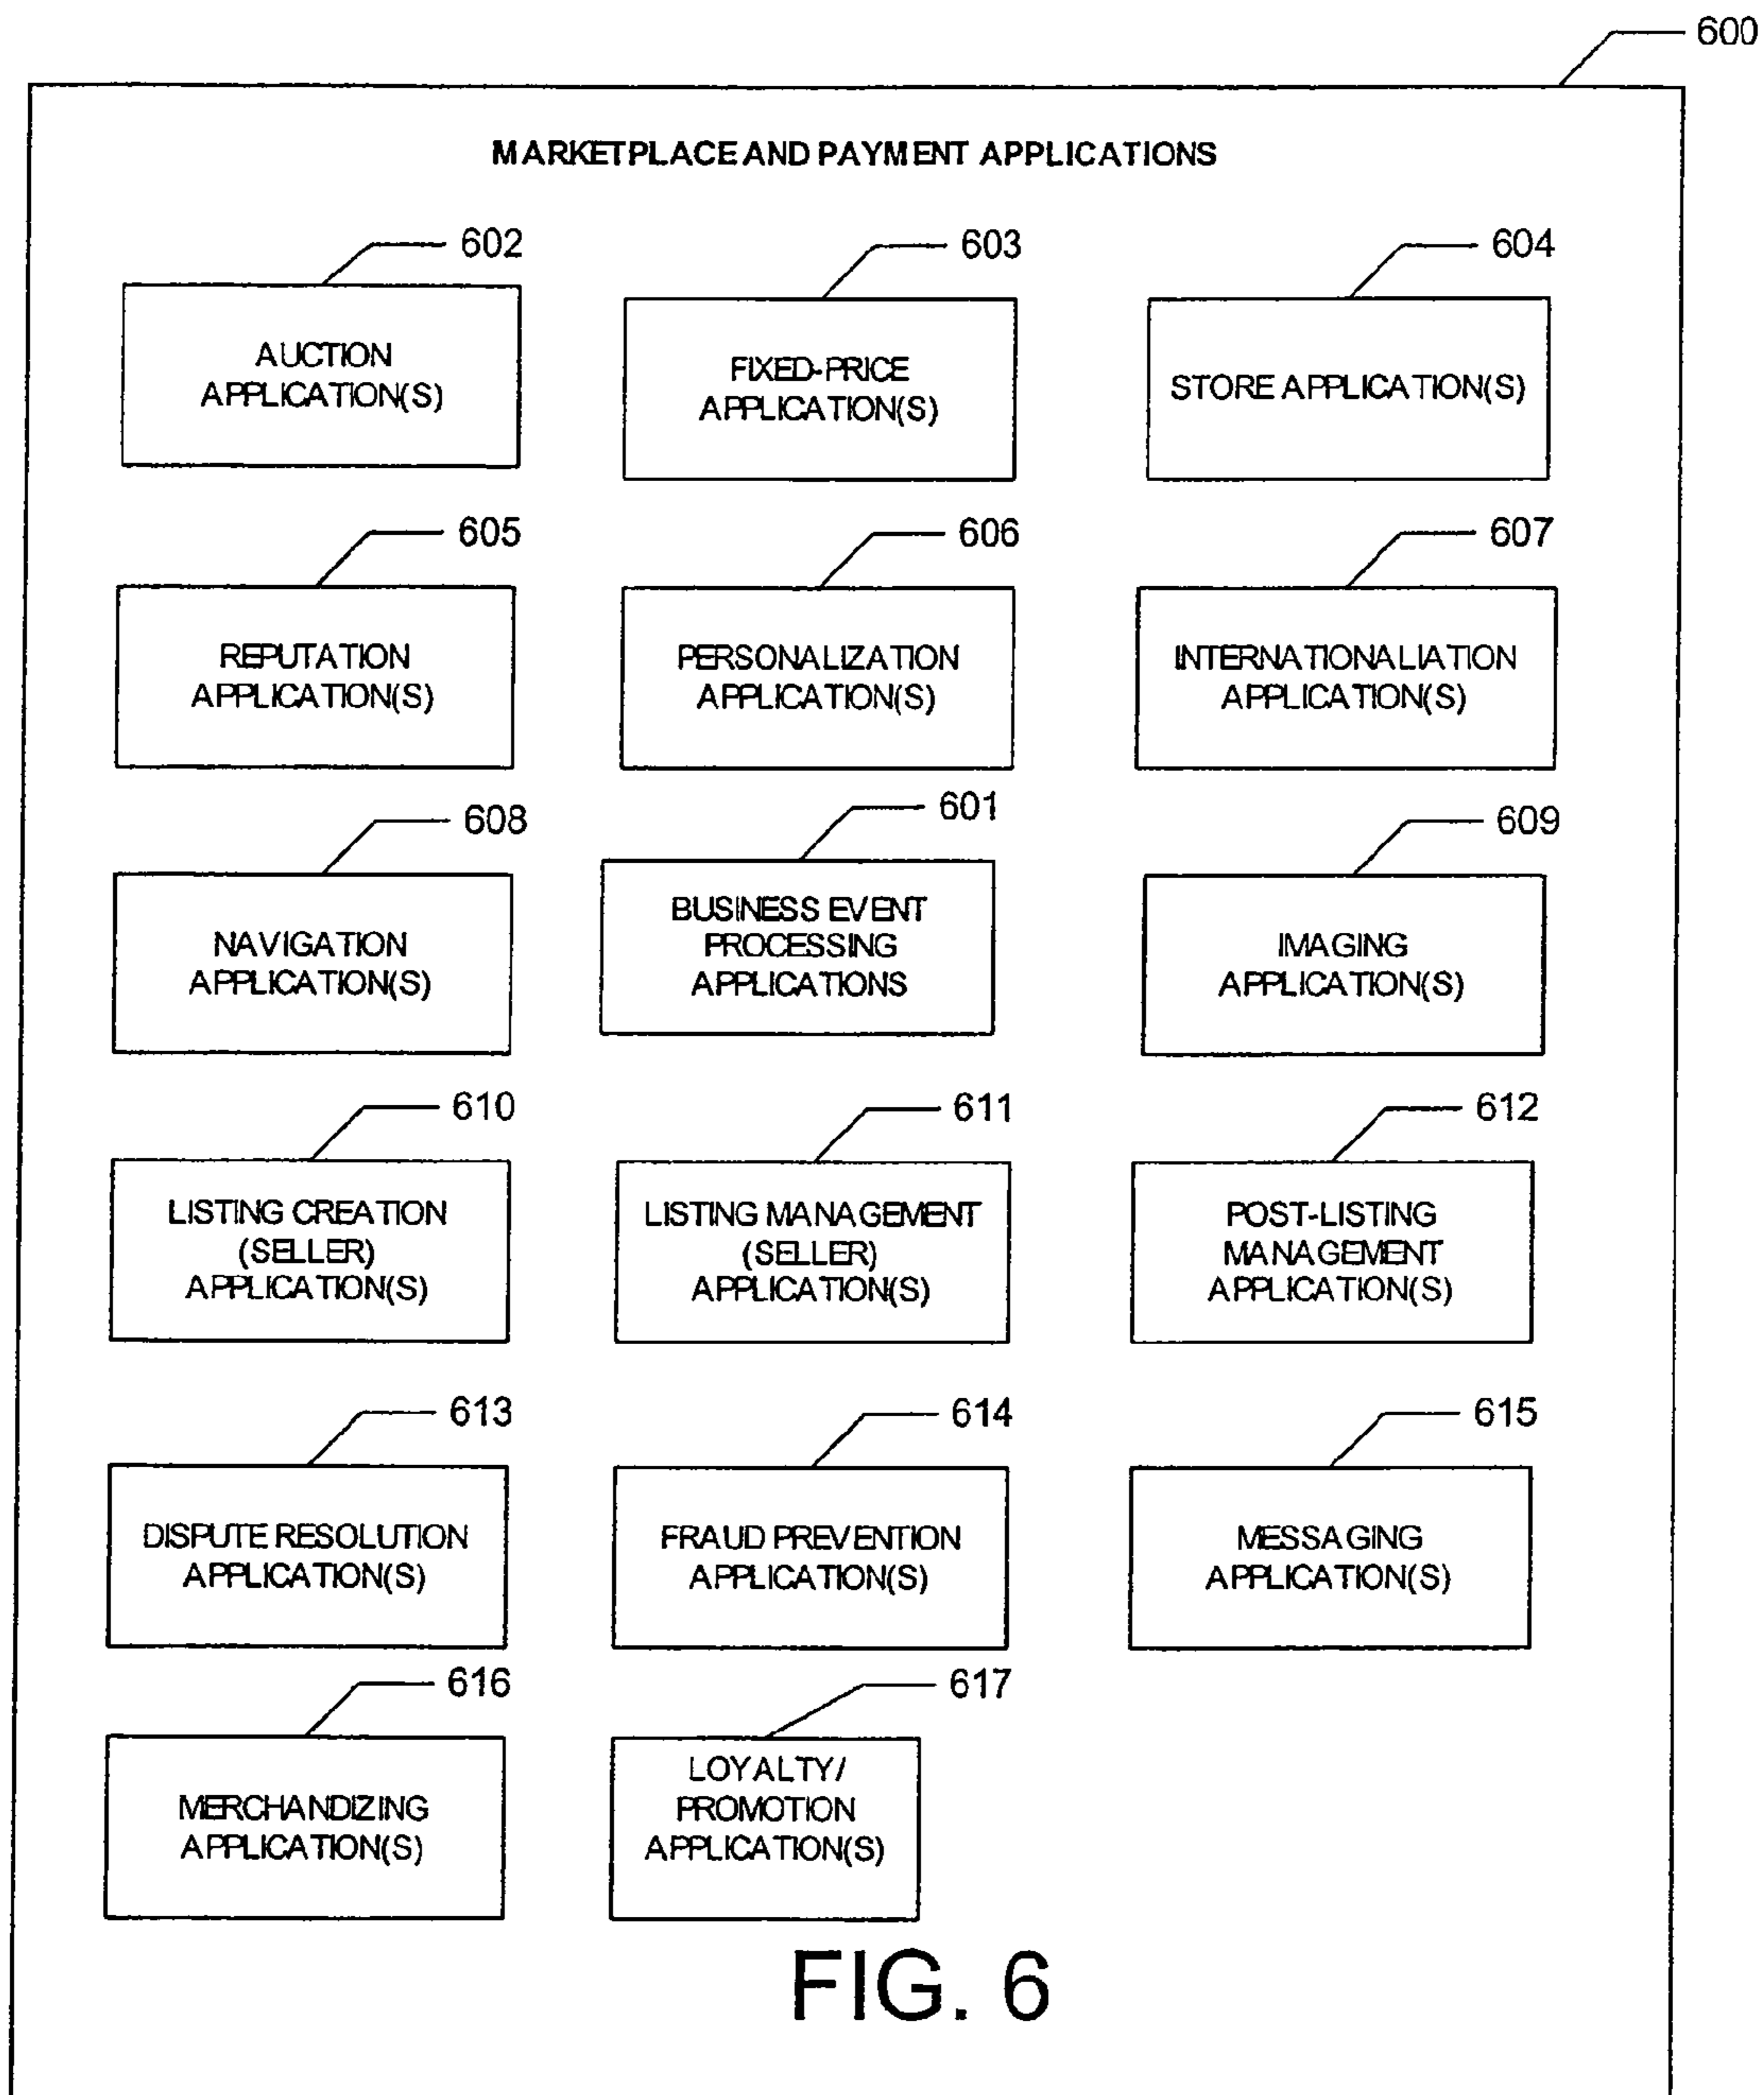 600
MARKETPLACE AND PAYMENT APPLICATIONS
602
AUCTION
APPLICATION(S)
603
FIXED-PRICE
APPLICATION(S)
604
STORE APPLICATION(S)
605
REPUTATION
APPLICATION(S)
606
PERSONALIZATION
APPLICATION(S)
607
INTERNATIONALIATION
APPLICATION(S)
608
NAVIGATION
APPLICATION(S)
601
BUSINESS EVENT
PROCESSING
APPLICATIONS
609
IMAGING
APPLICATION(S)
610
LISTING CREATION
(SELLER)
APPLICATION(S)
611
LISTING MANAGEMENT
(SELLER)
APPLICATION(S)
612
POST-LISTING
MANAGEMENT
APPLICATION(S)
613
DISPUTE RESOLUTION
APPLICATION(S)
614
FRAUD PREVENTION
APPLICATION(S)
615
MESSAGING
APPLICATION(S)
616
MERCHANDIZING
APPLICATION(S)
617
LOYALTY/
PROMOTION
APPLICATION(S)
FIG. 6